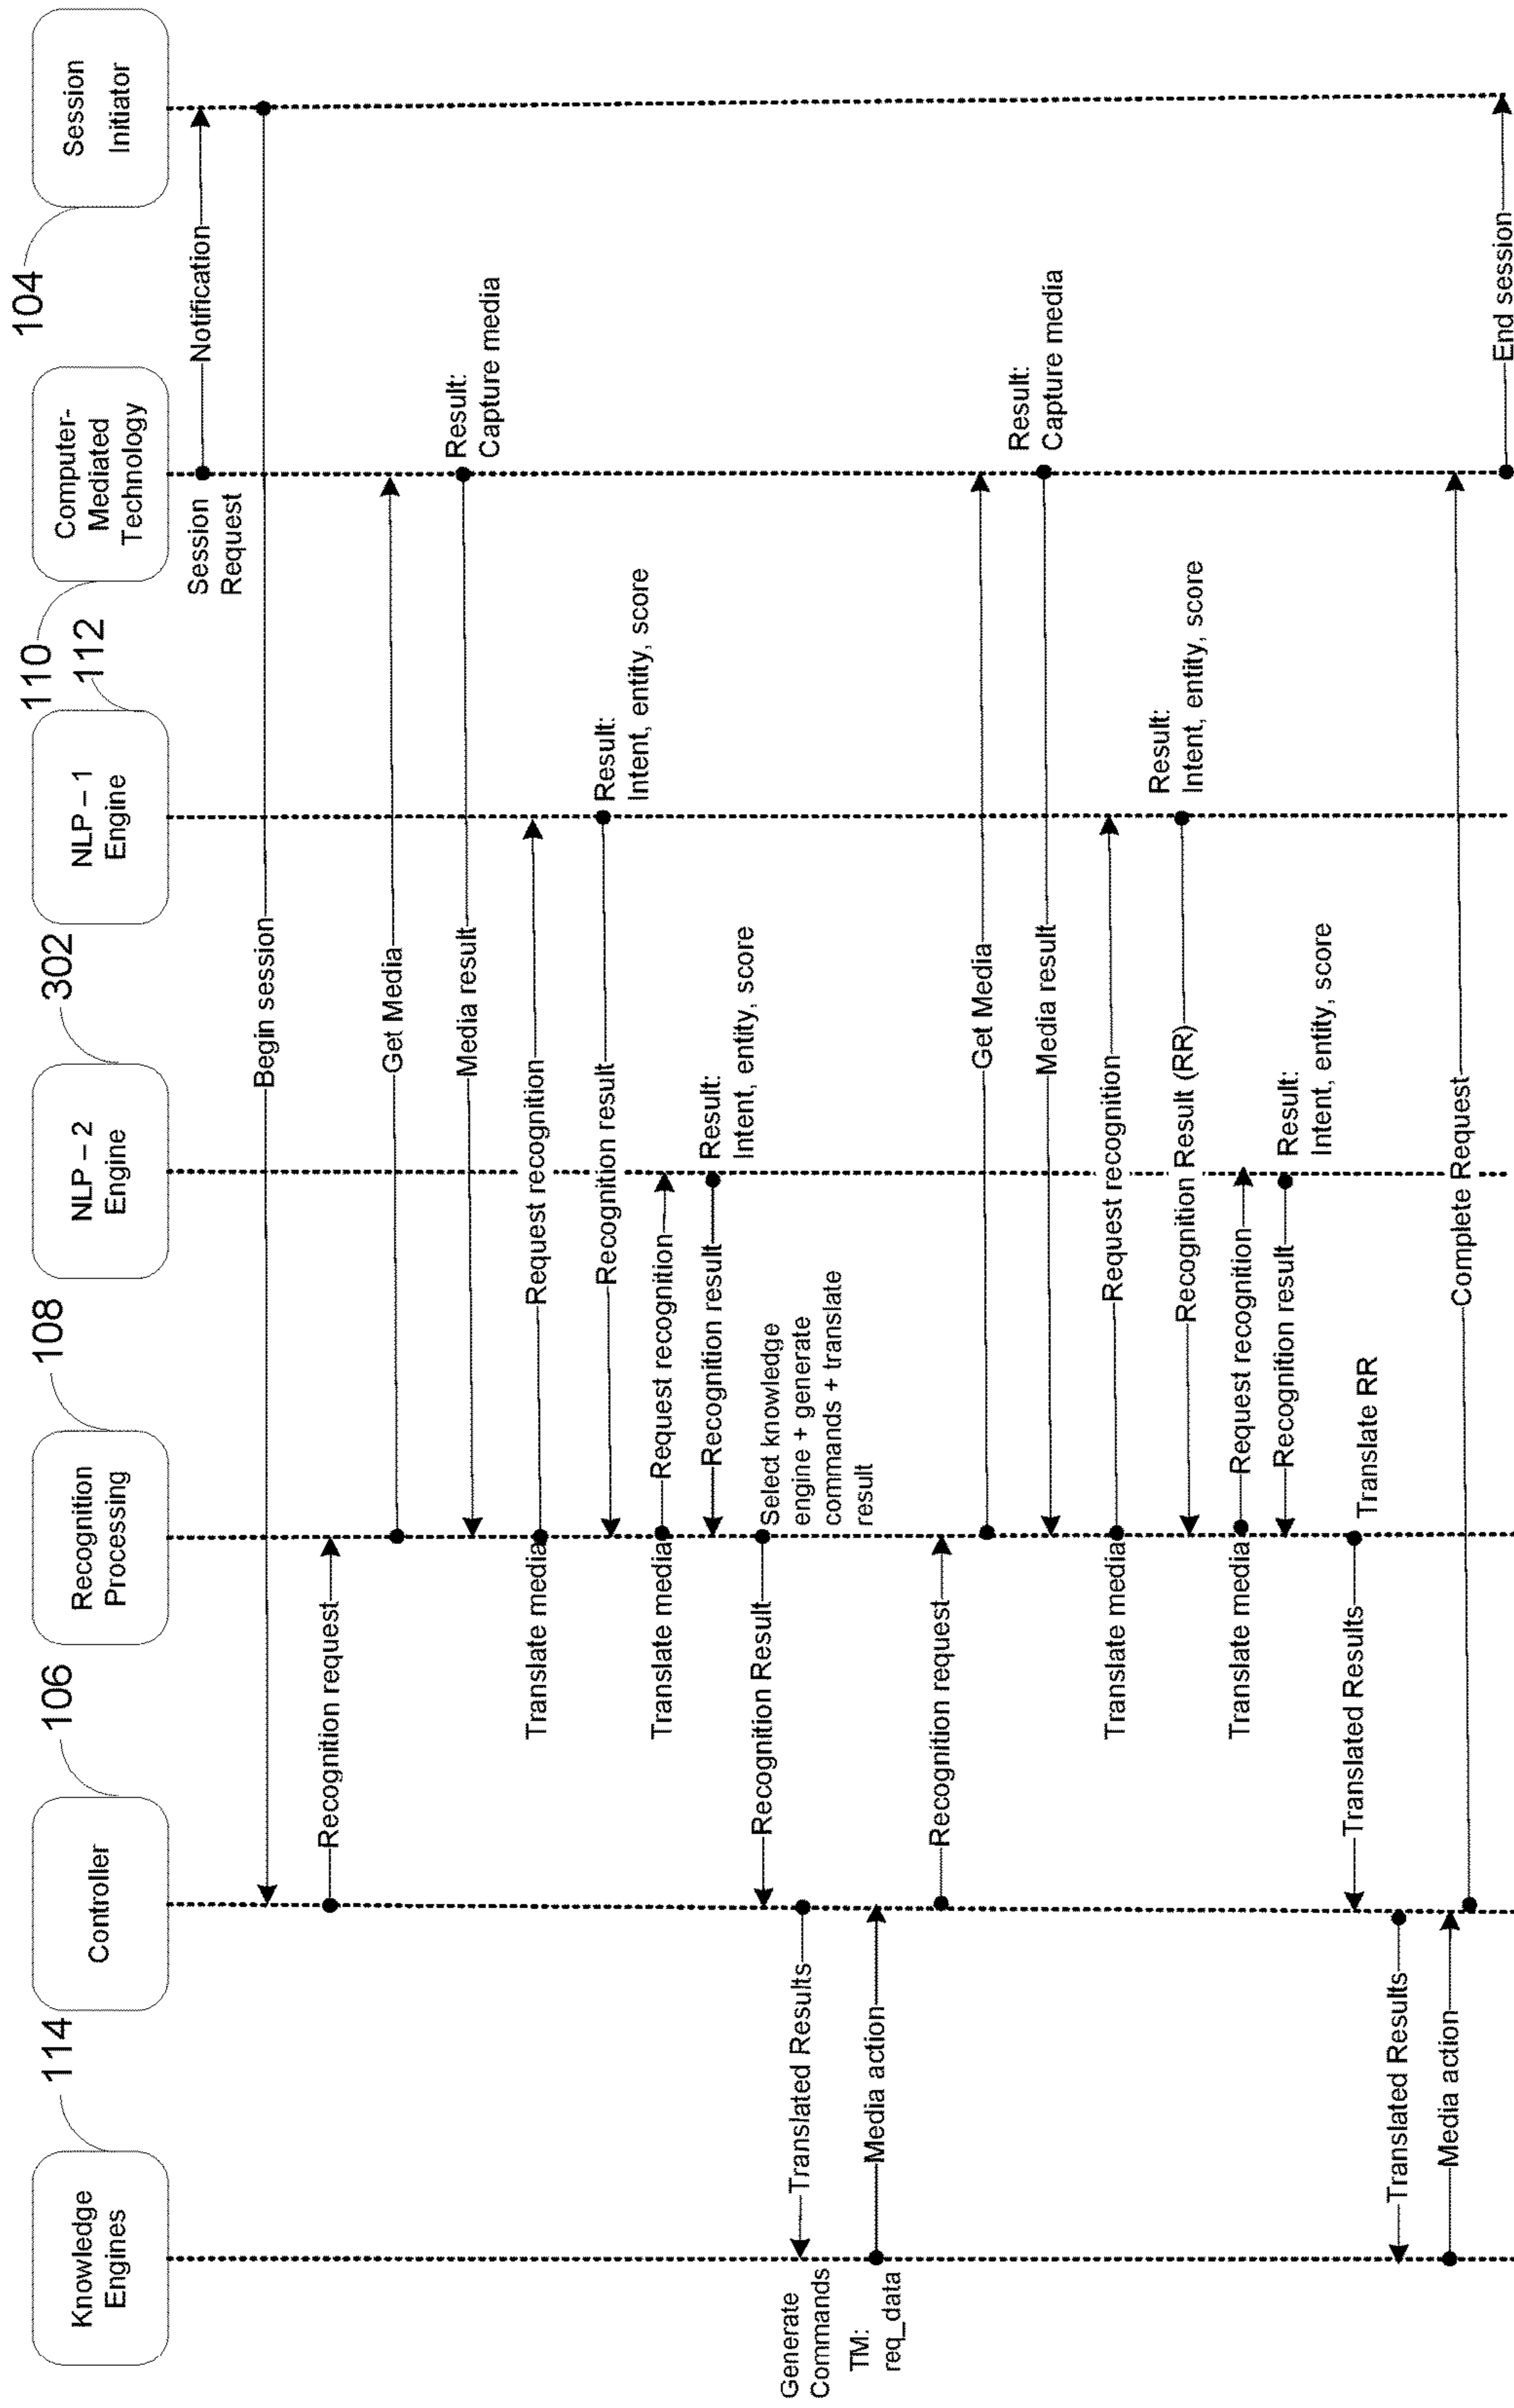 Knowledge
Engines
114
Controller
106
Recognition
Processing
108
NLP – 2
Engine
302
NLP – 1
Engine
112
Computer-
Mediated
Technology
110
Session
Initiator
104
Session
Request
Notification
Begin session
Recognition request
Get Media
Media result
Result:
Capture media
Translate media
Request recognition
Recognition result
Result:
Intent, entity, score
Translate media
Request recognition
Recognition result
Result:
Intent, entity, score
Recognition Result
Select knowledge
engine + generate
commands + translate
result
Generate
Commands
Translated Results
TM:
req_data
Media action
Recognition request
Get Media
Media result
Result:
Capture media
Translate media
Request recognition
Recognition Result (RR)
Result:
Intent, entity, score
Translate media
Request recognition
Recognition result
Result:
Intent, entity, score
Translated Results
Translate RR
Translated Results
Media action
Complete Request
End session